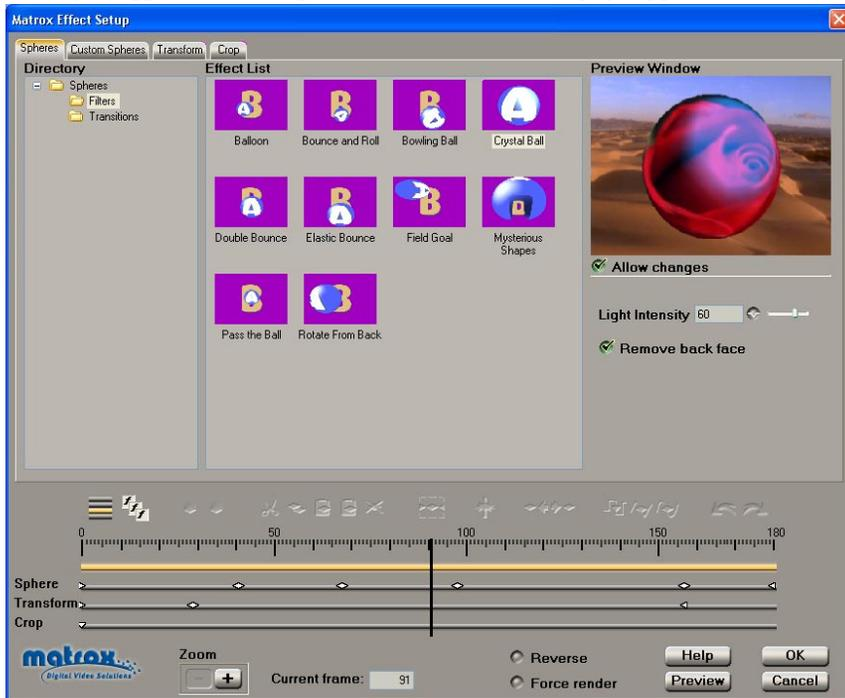 Matrox Effect Setup
Spheres Custom Spheres Transform Crop
Directory
Effect List
Preview Window
Spheres
Filters
Transitions
Balloon
Bounce and Roll
Bowling Ball
Crystal Ball
Double Bounce
Elastic Bounce
Field Goal
Mysterious
Shapes
Pass the Ball
Rotate From Back
Allow changes
Light Intensity 60
Remove back face
0 50 100 150 180
Sphere
Transform
Crop
matrox
Digital Video Solutions
Zoom
Current frame: 91
Reverse
Force render
Help
OK
Preview
Cancel